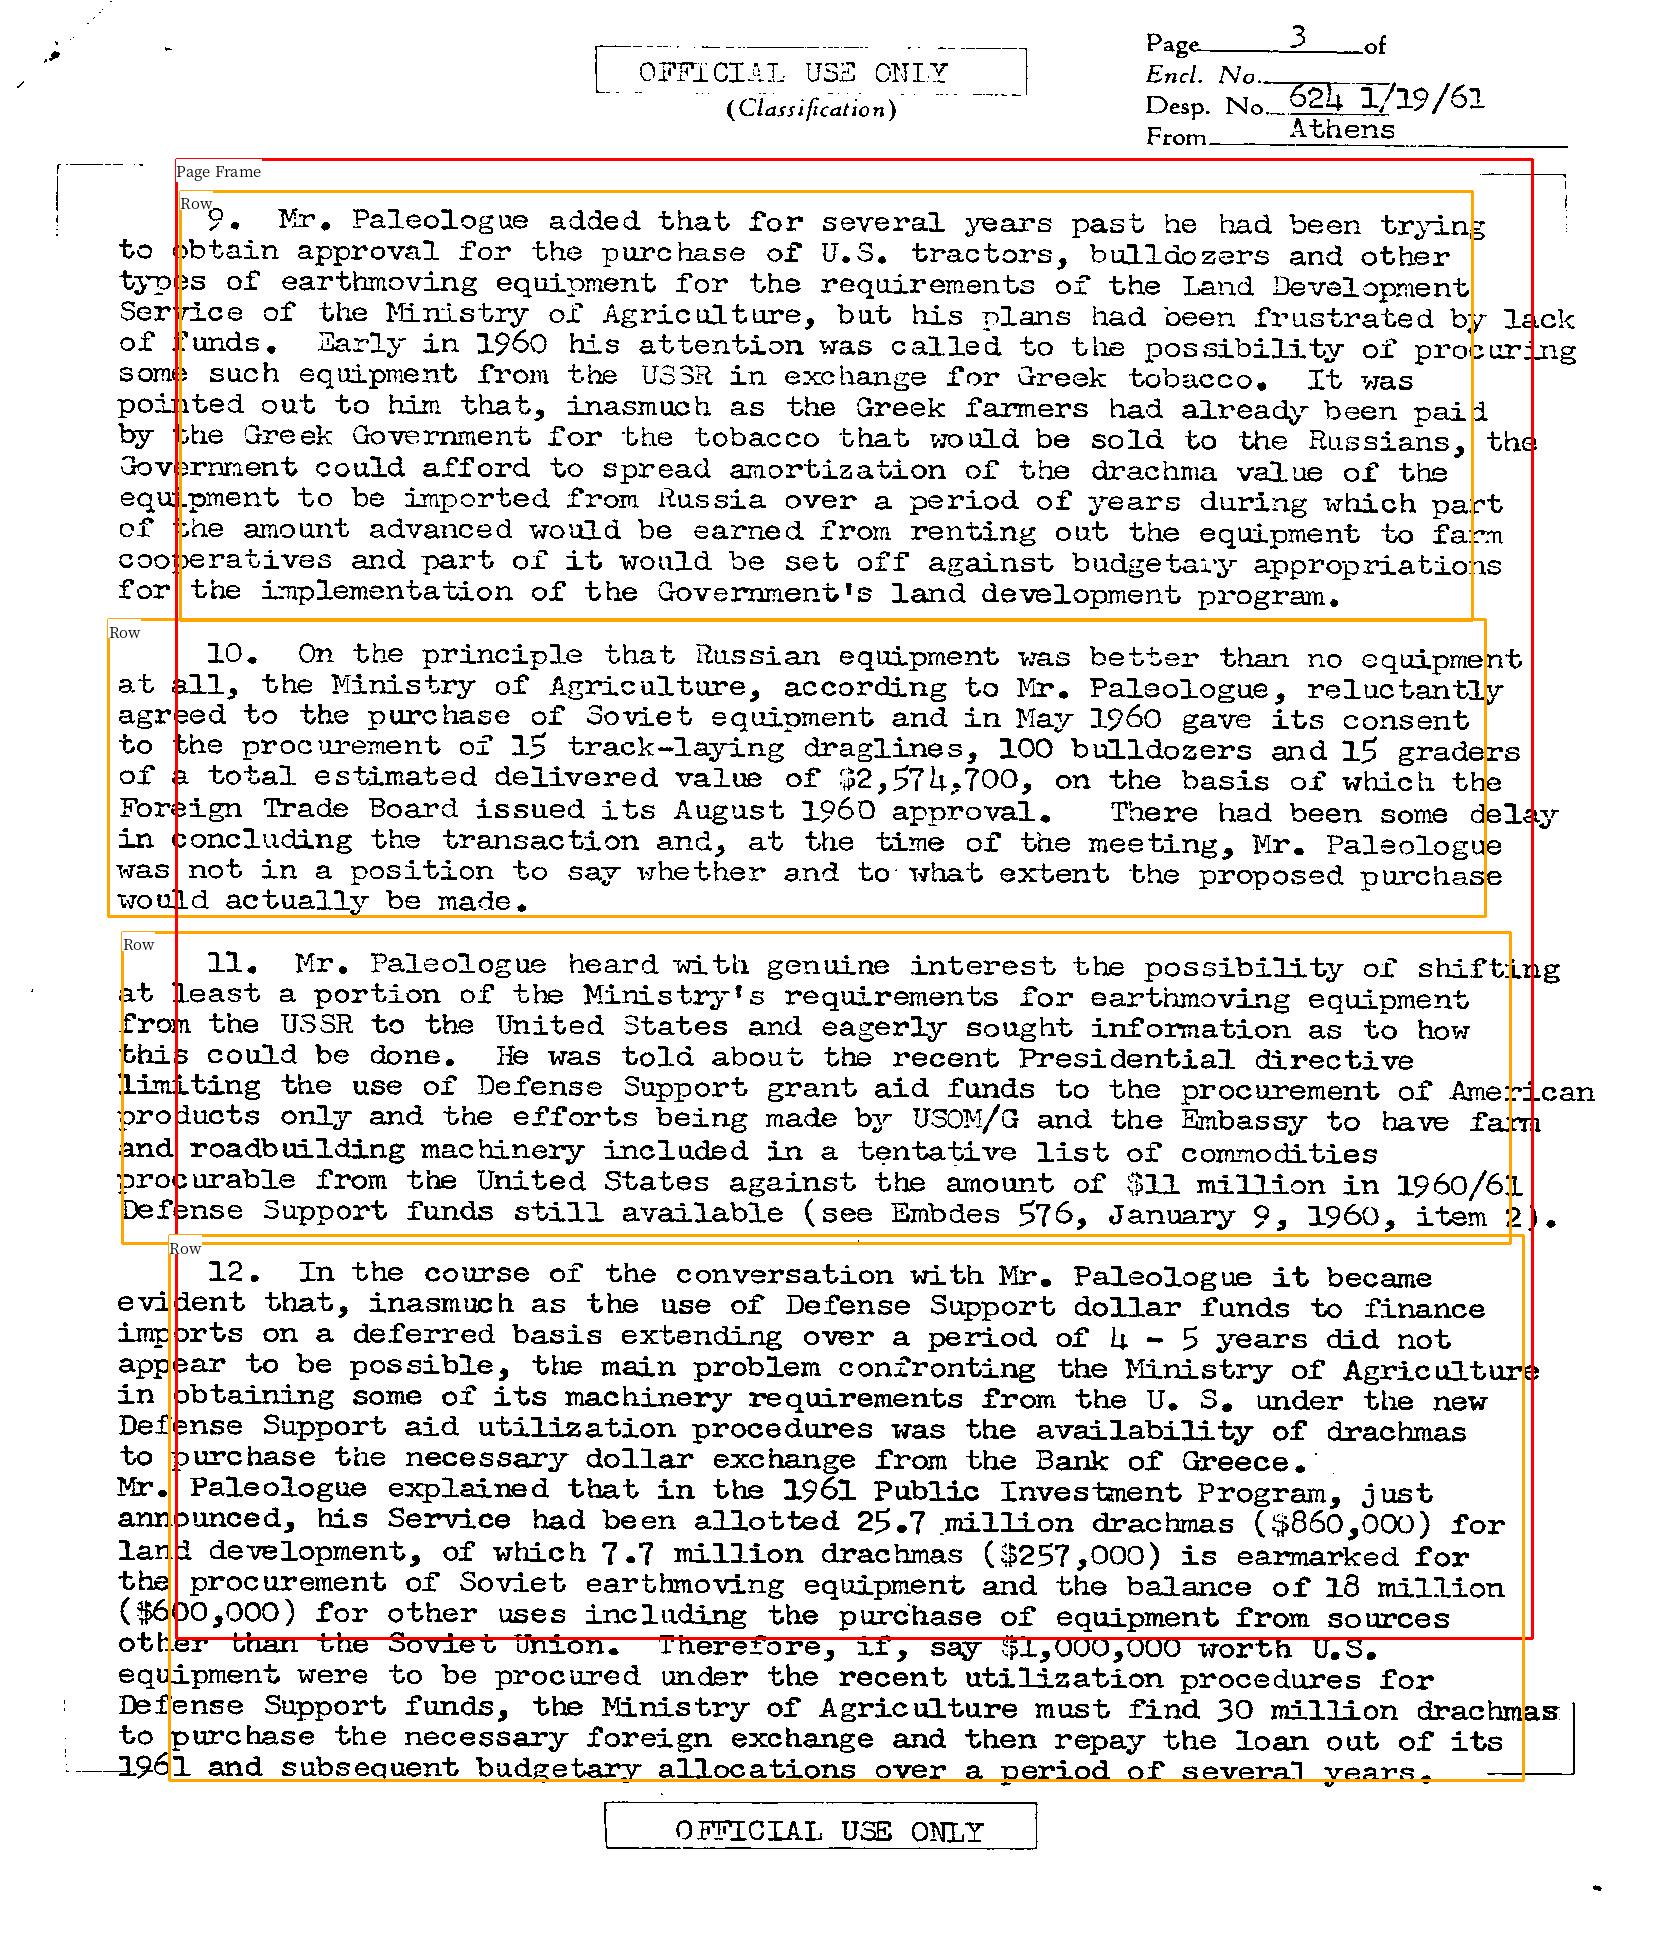 Page 3 of
OFFICIAL USE ONLY
Encl. No.
(Classification)
Desp. No. 624 1/19/61
From Athens
Page Frame
Row
9. Mr. Paleologue added that for several years past he had been trying
to obtain approval for the purchase of U.S. tractors, bulldozers and other
types of earthmoving equipment for the requirements of the Land Development
Service of the Ministry of Agriculture, but his plans had been frustrated by lack
of funds. Early in 1960 his attention was called to the possibility of procuring
some such equipment from the USSR in exchange for Greek tobacco. It was
pointed out to him that, inasmuch as the Greek farmers had already been paid
by the Greek Government for the tobacco that would be sold to the Russians, the
Government could afford to spread amortization of the drachma value of the
equipment to be imported from Russia over a period of years during which part
of the amount advanced would be earned from renting out the equipment to farm
cooperatives and part of it would be set off against budgetary appropriations
for the implementation of the Government's land development program.
Row
10. On the principle that Russian equipment was better than no equipment
at all, the Ministry of Agriculture, according to Mr. Paleologue, reluctantly
agreed to the purchase of Soviet equipment and in May 1960 gave its consent
to the procurement of 15 track-laying draglines, 100 bulldozers and 15 graders
of a total estimated delivered value of $2,574,700, on the basis of which the
Foreign Trade Board issued its August 1960 approval. There had been some delay
in concluding the transaction and, at the time of the meeting, Mr. Paleologue
was not in a position to say whether and to what extent the proposed purchase
would actually be made.
Row
11. Mr. Paleologue heard with genuine interest the possibility of shifting
at least a portion of the Ministry's requirements for earthmoving equipment
from the USSR to the United States and eagerly sought information as to how
this could be done. He was told about the recent Presidential directive
limiting the use of Defense Support grant aid funds to the procurement of American
products only and the efforts being made by USOM/G and the Embassy to have farm
and roadbuilding machinery included in a tentative list of commodities
procurable from the United States against the amount of $11 million in 1960/61
Defense Support funds still available (see Embdes 576, January 9, 1960, item 2).
Row
12. In the course of the conversation with Mr. Paleologue it became
evident that, inasmuch as the use of Defense Support dollar funds to finance
imports on a deferred basis extending over a period of 4 - 5 years did not
appear to be possible, the main problem confronting the Ministry of Agriculture
in obtaining some of its machinery requirements from the U. S. under the new
Defense Support aid utilization procedures was the availability of drachmas
to purchase the necessary dollar exchange from the Bank of Greece.
Mr. Paleologue explained that in the 1961 Public Investment Program, just
announced, his Service had been allotted 25.7 million drachmas ($860,000) for
land development, of which 7.7 million drachmas ($257,000) is earmarked for
the procurement of Soviet earthmoving equipment and the balance of 18 million
($600,000) for other uses including the purchase of equipment from sources
other than the Soviet Union. Therefore, if, say $1,000,000 worth U.S.
equipment were to be procured under the recent utilization procedures for
Defense Support funds, the Ministry of Agriculture must find 30 million drachmas
to purchase the necessary foreign exchange and then repay the loan out of its
1961 and subsequent budgetary allocations over a period of several years.
OFFICIAL USE ONLY